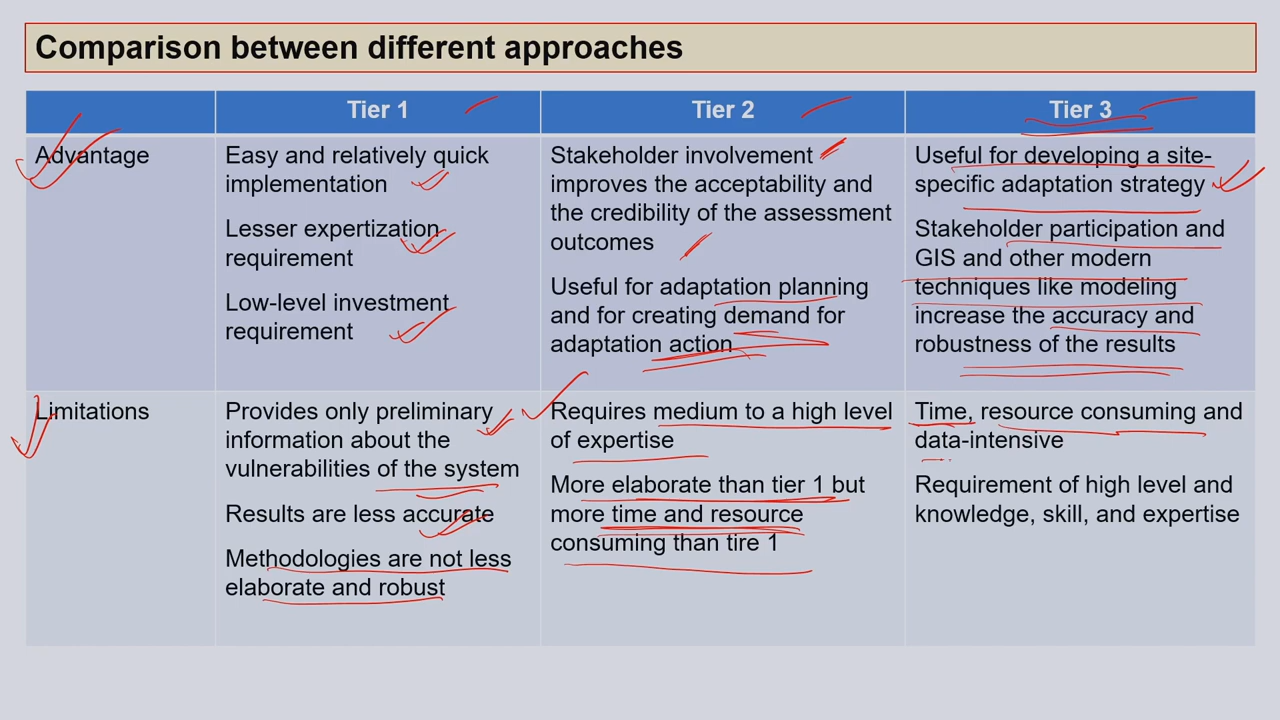 Comparison between different approaches
Tier 1
Tier 2
Tier 3
Advantage
Easy and relatively quick
implementation
Lesser expertization
requirement
Low-level investment
requirement
Stakeholder involvement
improves the acceptability and
the credibility of the assessment
outcomes
Useful for adaptation planning
and for creating demand for
adaptation action
Useful for developing a site-
specific adaptation strategy
Stakeholder participation and
GIS and other modern
techniques like modeling
increase the accuracy and
robustness of the results
Limitations
Provides only preliminary
information about the
vulnerabilities of the system
Results are less accurate
Methodologies are not less
elaborate and robust
Requires medium to a high level
of expertise
More elaborate than tier 1 but
more time and resource
consuming than tire 1
Time, resource consuming and
data-intensive
Requirement of high level and
knowledge, skill, and expertise